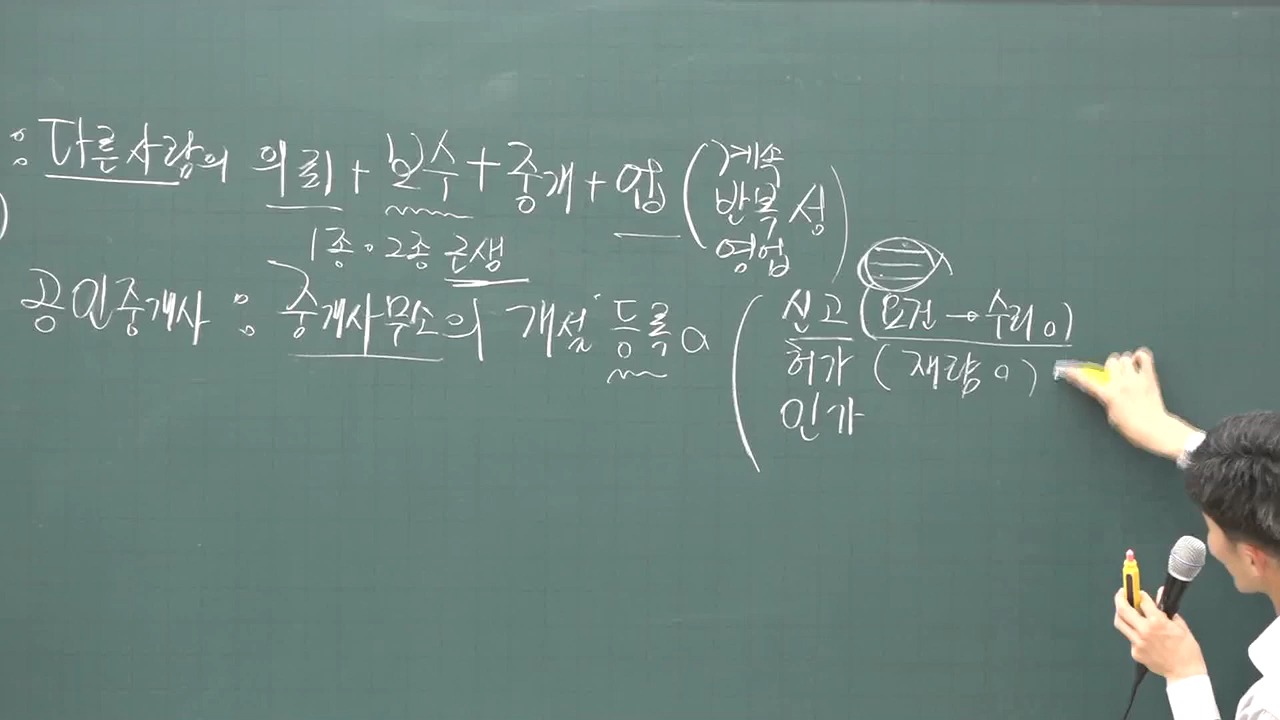 : 다른사람의 의뢰 + 보수 + 중개 + 업 (계속
반복성
영업)
1종·2종 근생
공인중개사 : 중개사무소의 개설 등록 O
신고 (요건 → 수리 O)
허가 (재량 O)
인가